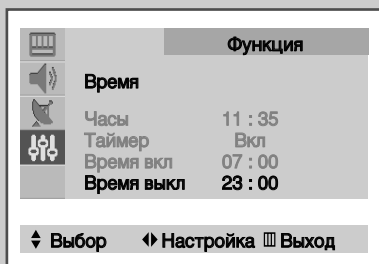 Функция
Время
Часы 11 : 35
Таймер Вкл
Время вкл 07 : 00
Время выкл 23 : 00
Выбор Настройка Выход